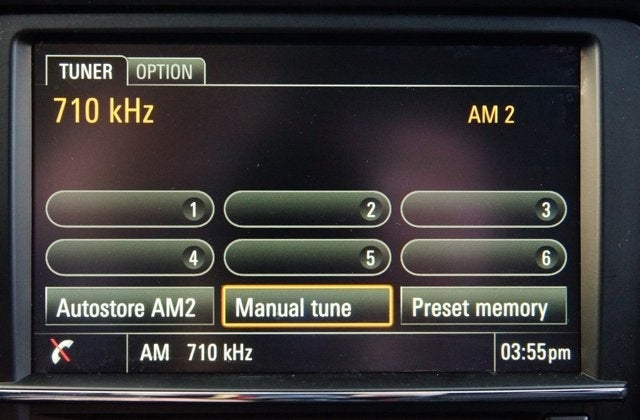 TUNER OPTION
710 kHz AM 2
1 2 3
4 5 6
Autostore AM2 Manual tune Preset memory
AM 710 kHz 03:55pm